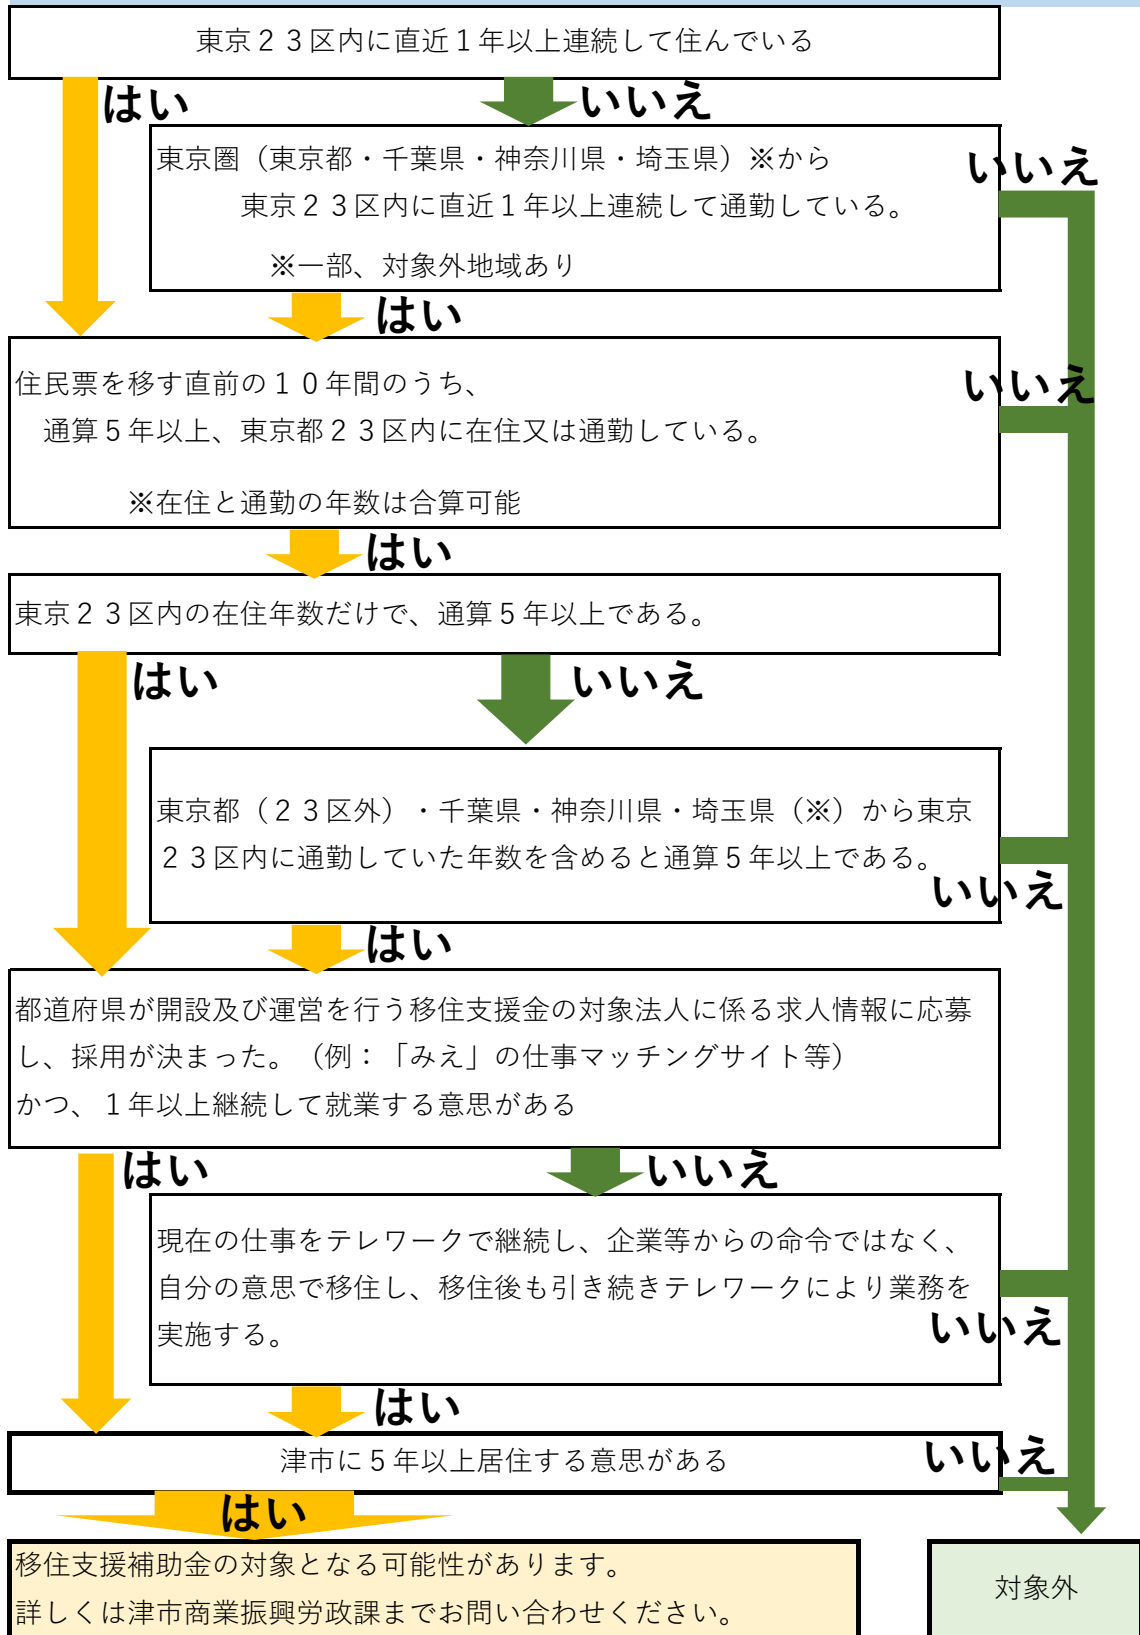 東京２３区内に直近１年以上連続して住んでいる
はい
いいえ
東京圏（東京都・千葉県・神奈川県・埼玉県）※から
東京２３区内に直近１年以上連続して通勤している。
※一部、対象外地域あり
いいえ
はい
住民票を移す直前の１０年間のうち、
通算５年以上、東京都２３区内に在住又は通勤している。
※在住と通勤の年数は合算可能
いいえ
はい
東京２３区内の在住年数だけで、通算５年以上である。
はい
いいえ
東京都（２３区外）・千葉県・神奈川県・埼玉県（※）から東京
２３区内に通勤していた年数を含めると通算５年以上である。
いいえ
はい
都道府県が開設及び運営を行う移住支援金の対象法人に係る求人情報に応募
し、採用が決まった。（例：「みえ」の仕事マッチングサイト等）
かつ、１年以上継続して就業する意思がある
はい
いいえ
現在の仕事をテレワークで継続し、企業等からの命令ではなく、
自分の意思で移住し、移住後も引き続きテレワークにより業務を
実施する。
いいえ
はい
津市に５年以上居住する意思がある
いいえ
はい
移住支援補助金の対象となる可能性があります。
詳しくは津市商業振興労政課までお問い合わせください。
対象外